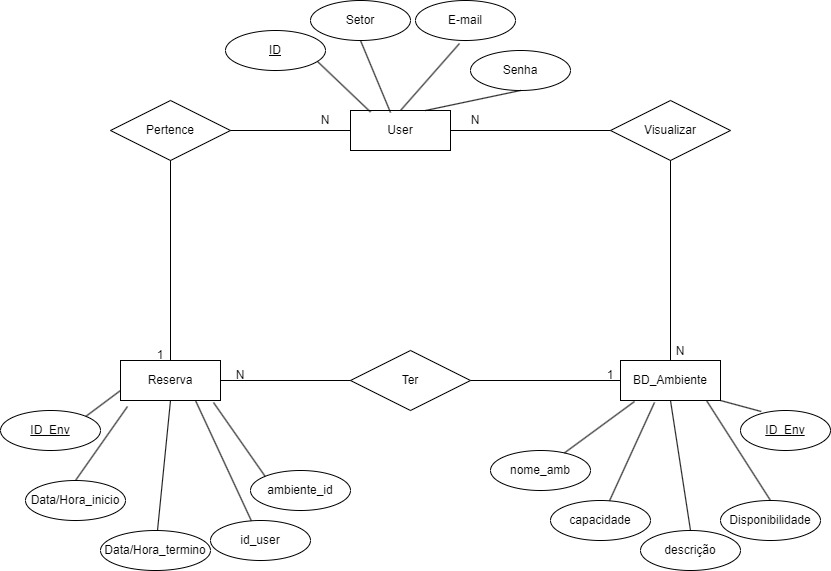 Setor
E-mail
ID
Senha
Pertence
N
User
N
Visualizar
1
N
Reserva
N
Ter
1
BD_Ambiente
ID_Env
ID_Env
nome_amb
ambiente_id
Data/Hora_inicio
capacidade
Disponibilidade
id_user
Data/Hora_termino
descrição